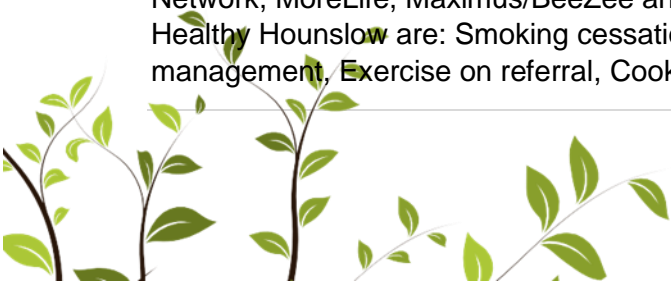 Network, MoreLife, Maximus/BeeZee
Healthy Hounslow are: Smoking
management, Exercise on referral,